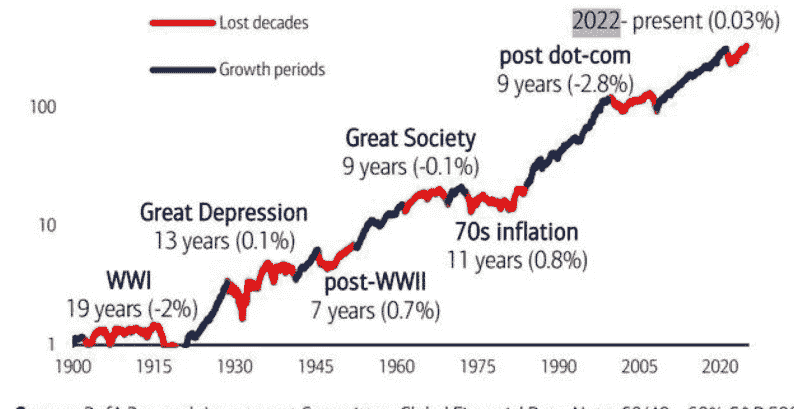 Lost decades
Growth periods
2022- present (0.03%)
post dot-com
9 years (-2.8%)
100
Great Society
9 years (-0.1%)
10
Great Depression
13 years (0.1%)
70s inflation
11 years (0.8%)
WWI
19 years (-2%)
post-WWII
7 years (0.7%)
1
1900 1915 1930 1945 1960 1975 1990 2005 2020